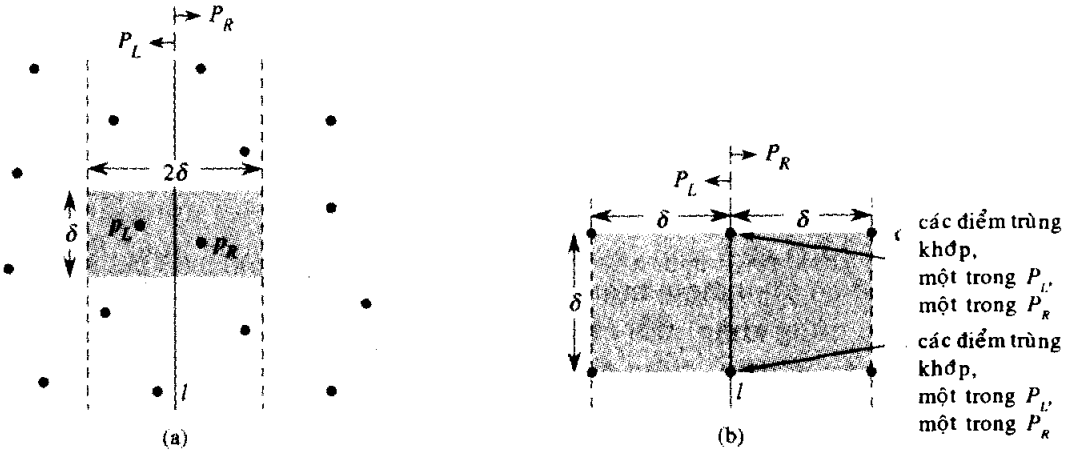 P_R
P_L
2δ
δ
p_L
p_R
l
(a)
P_R
P_L
δ
δ
δ
l
(b)
các điểm trùng
khớp,
một trong P_L,
một trong P_R
các điểm trùng
khớp,
một trong P_L,
một trong P_R